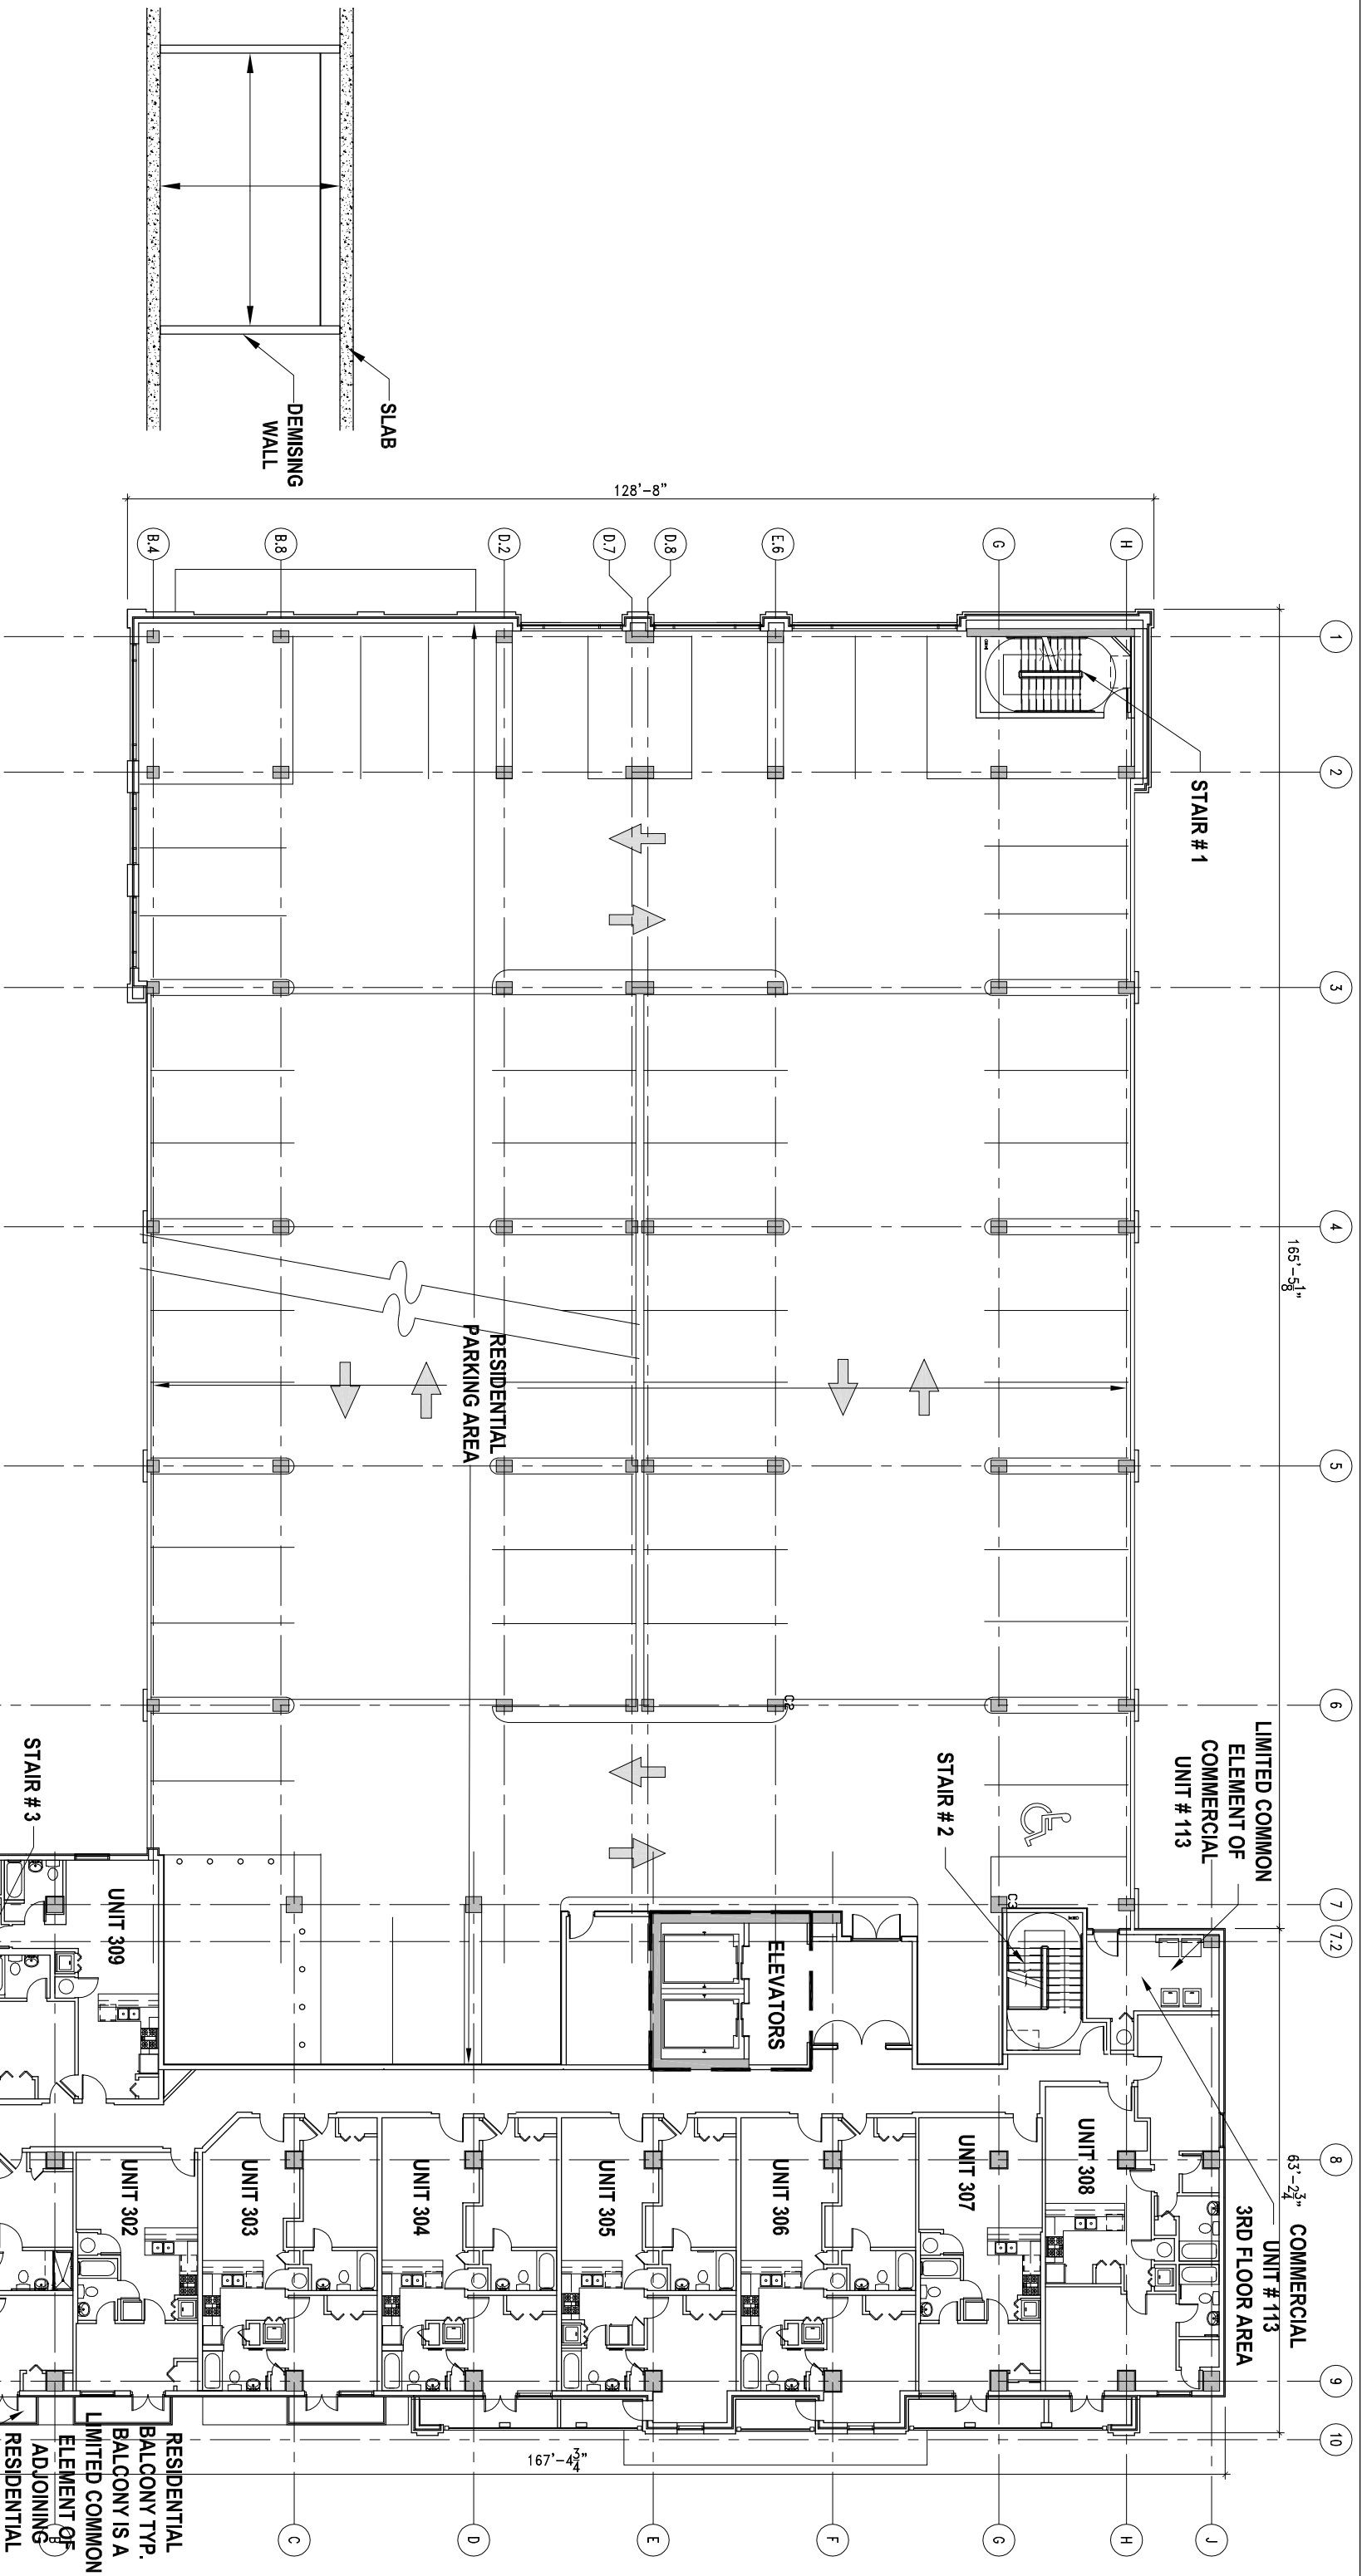 SLAB
DEMISING
WALL
128'-8"
B.4
B.8
D.2
D.7
D.8
E.6
G
H
1
2
3
4
5
6
7
7.2
8
9
10
165'-5 1/8"
63'-2 3/4"
STAIR # 1
RESIDENTIAL
PARKING AREA
C2
C3
LIMITED COMMON
ELEMENT OF
COMMERCIAL
UNIT # 113
STAIR # 2
STAIR # 3
ELEVATORS
COMMERCIAL
UNIT # 113
3RD FLOOR AREA
UNIT 309
UNIT 302
UNIT 303
UNIT 304
UNIT 305
UNIT 306
UNIT 307
UNIT 308
167'-4 3/4"
RESIDENTIAL
BALCONY TYP.
BALCONY IS A
LIMITED COMMON
ELEMENT OF
ADJOINING
RESIDENTIAL
B
C
D
E
F
G
H
J